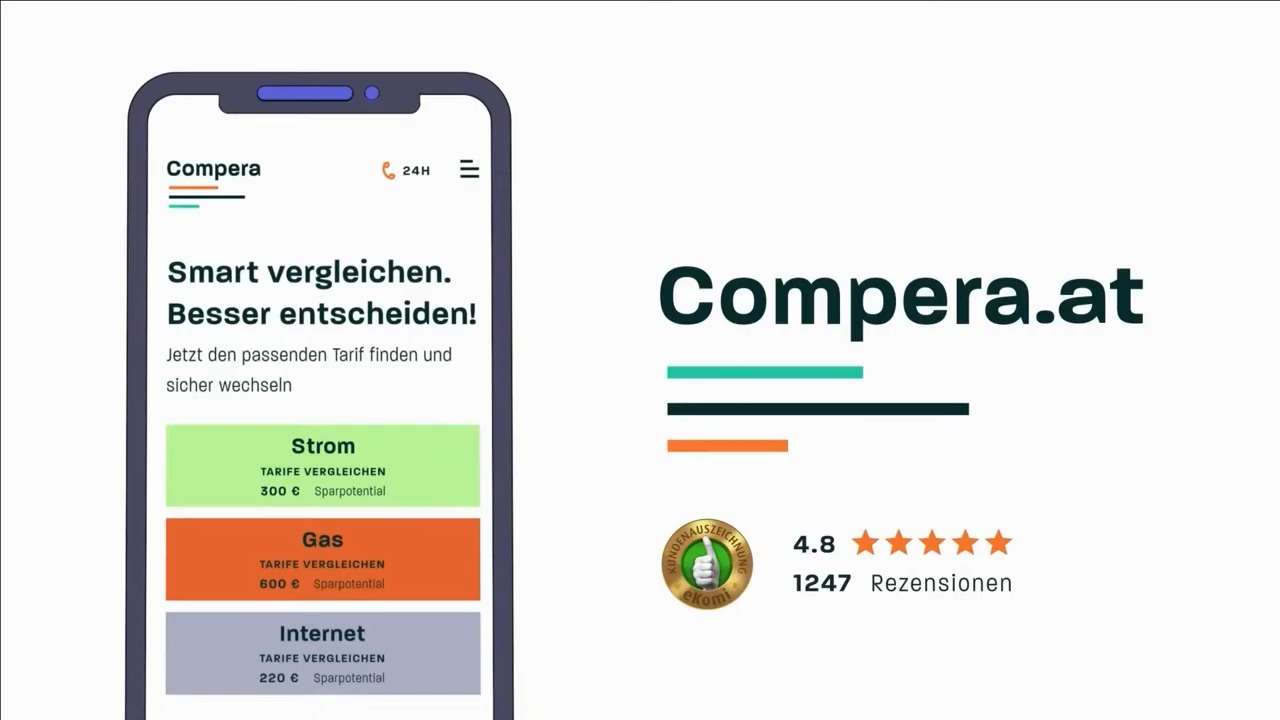 Compera
24H
Smart vergleichen.
Besser entscheiden!
Jetzt den passenden Tarif finden und
sicher wechseln
Strom
TARIFE VERGLEICHEN
300 € Sparpotential
Gas
TARIFE VERGLEICHEN
600 € Sparpotential
Internet
TARIFE VERGLEICHEN
220 € Sparpotential
Compera.at
KUNDENAUSZEICHNUNG
eKomi
4.8
1247 Rezensionen